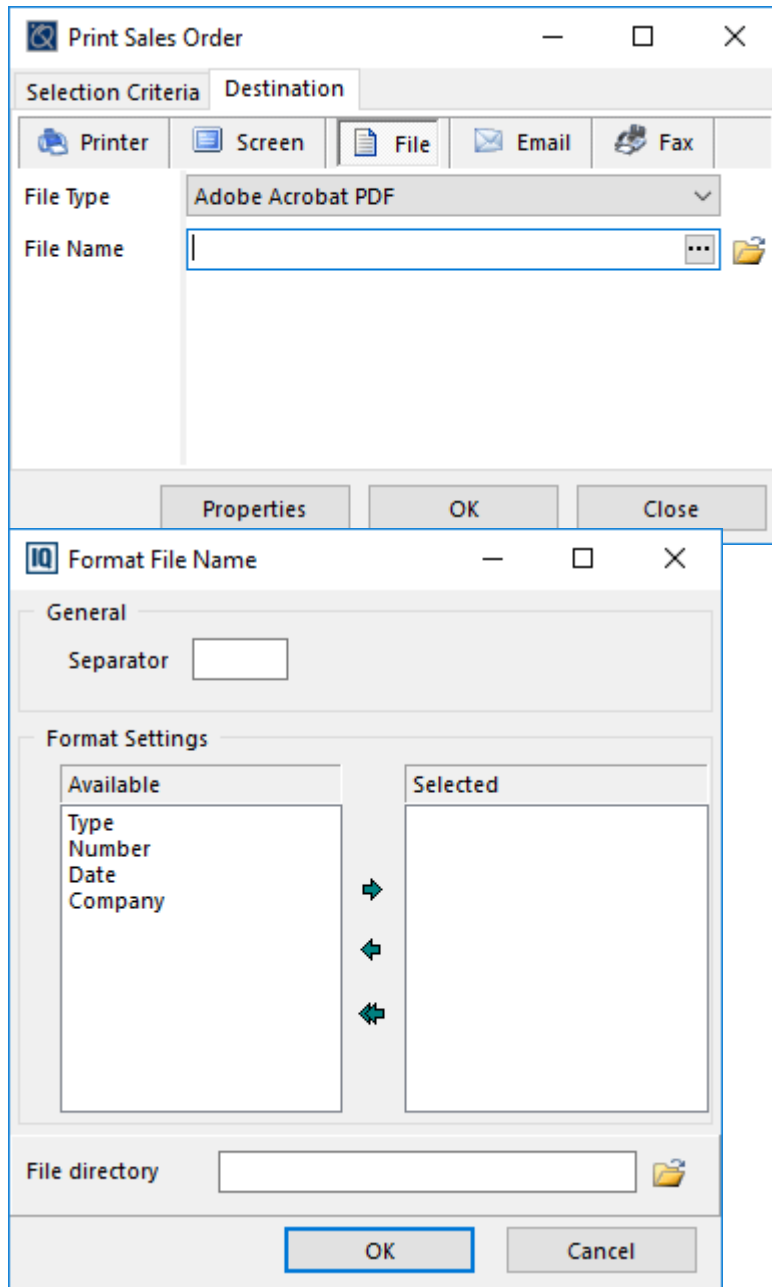 Print Sales Order
Selection Criteria Destination
Printer Screen File Email Fax
File Type Adobe Acrobat PDF
File Name ...
Properties OK Close
IQ Format File Name
General
Separator
Format Settings
Available Selected
Type
Number
Date
Company
File directory
OK Cancel